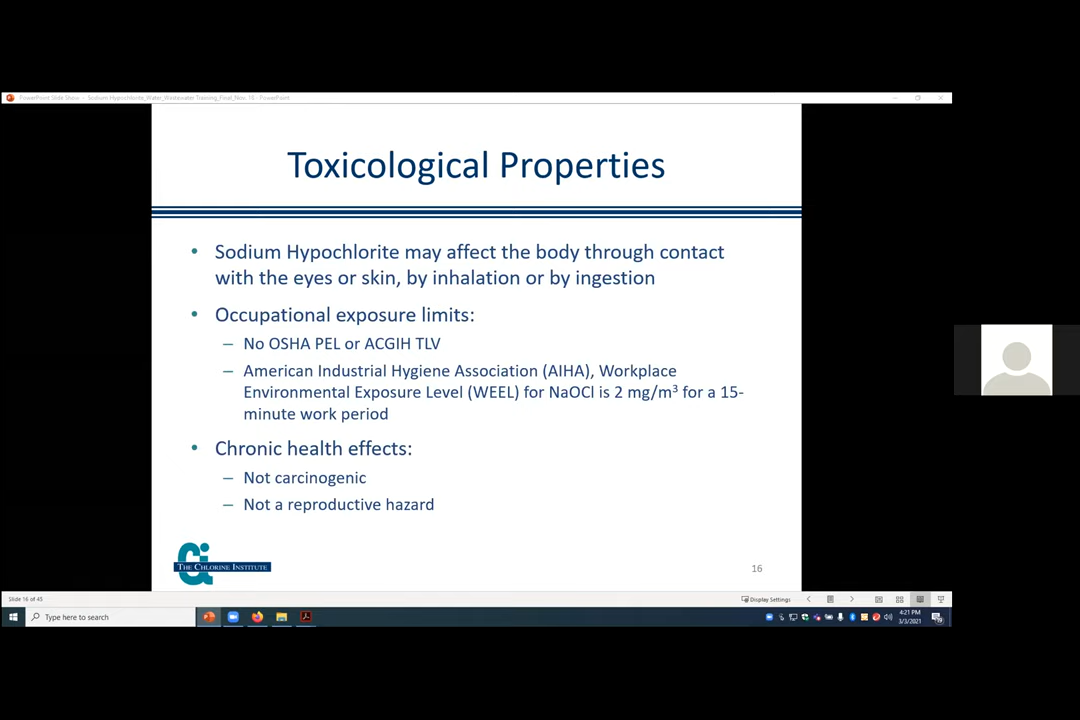 PowerPoint Slide Show - Sodium Hypochlorite_Water_Wastewater Training_Final_Nov. 15 - PowerPoint
Toxicological Properties
• Sodium Hypochlorite may affect the body through contact
with the eyes or skin, by inhalation or by ingestion
• Occupational exposure limits:
– No OSHA PEL or ACGIH TLV
– American Industrial Hygiene Association (AIHA), Workplace
Environmental Exposure Level (WEEL) for NaOCl is 2 mg/m³ for a 15-
minute work period
• Chronic health effects:
– Not carcinogenic
– Not a reproductive hazard
THE CHLORINE INSTITUTE
16
Slide 16 of 45
Display Settings
Type here to search
4:21 PM
3/3/2021